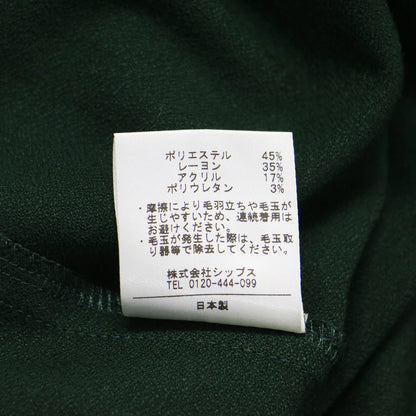 ポリエステル 45%
レーヨン 35%
アクリル 17%
ポリウレタン 3%
・摩擦により毛羽立ちや毛玉が
生じやすいため、連続着用は
お避けください。
・毛玉が発生した際は、毛玉取
り器等で除去してください。
株式会社シップス
TEL 0120-444-099
日本製